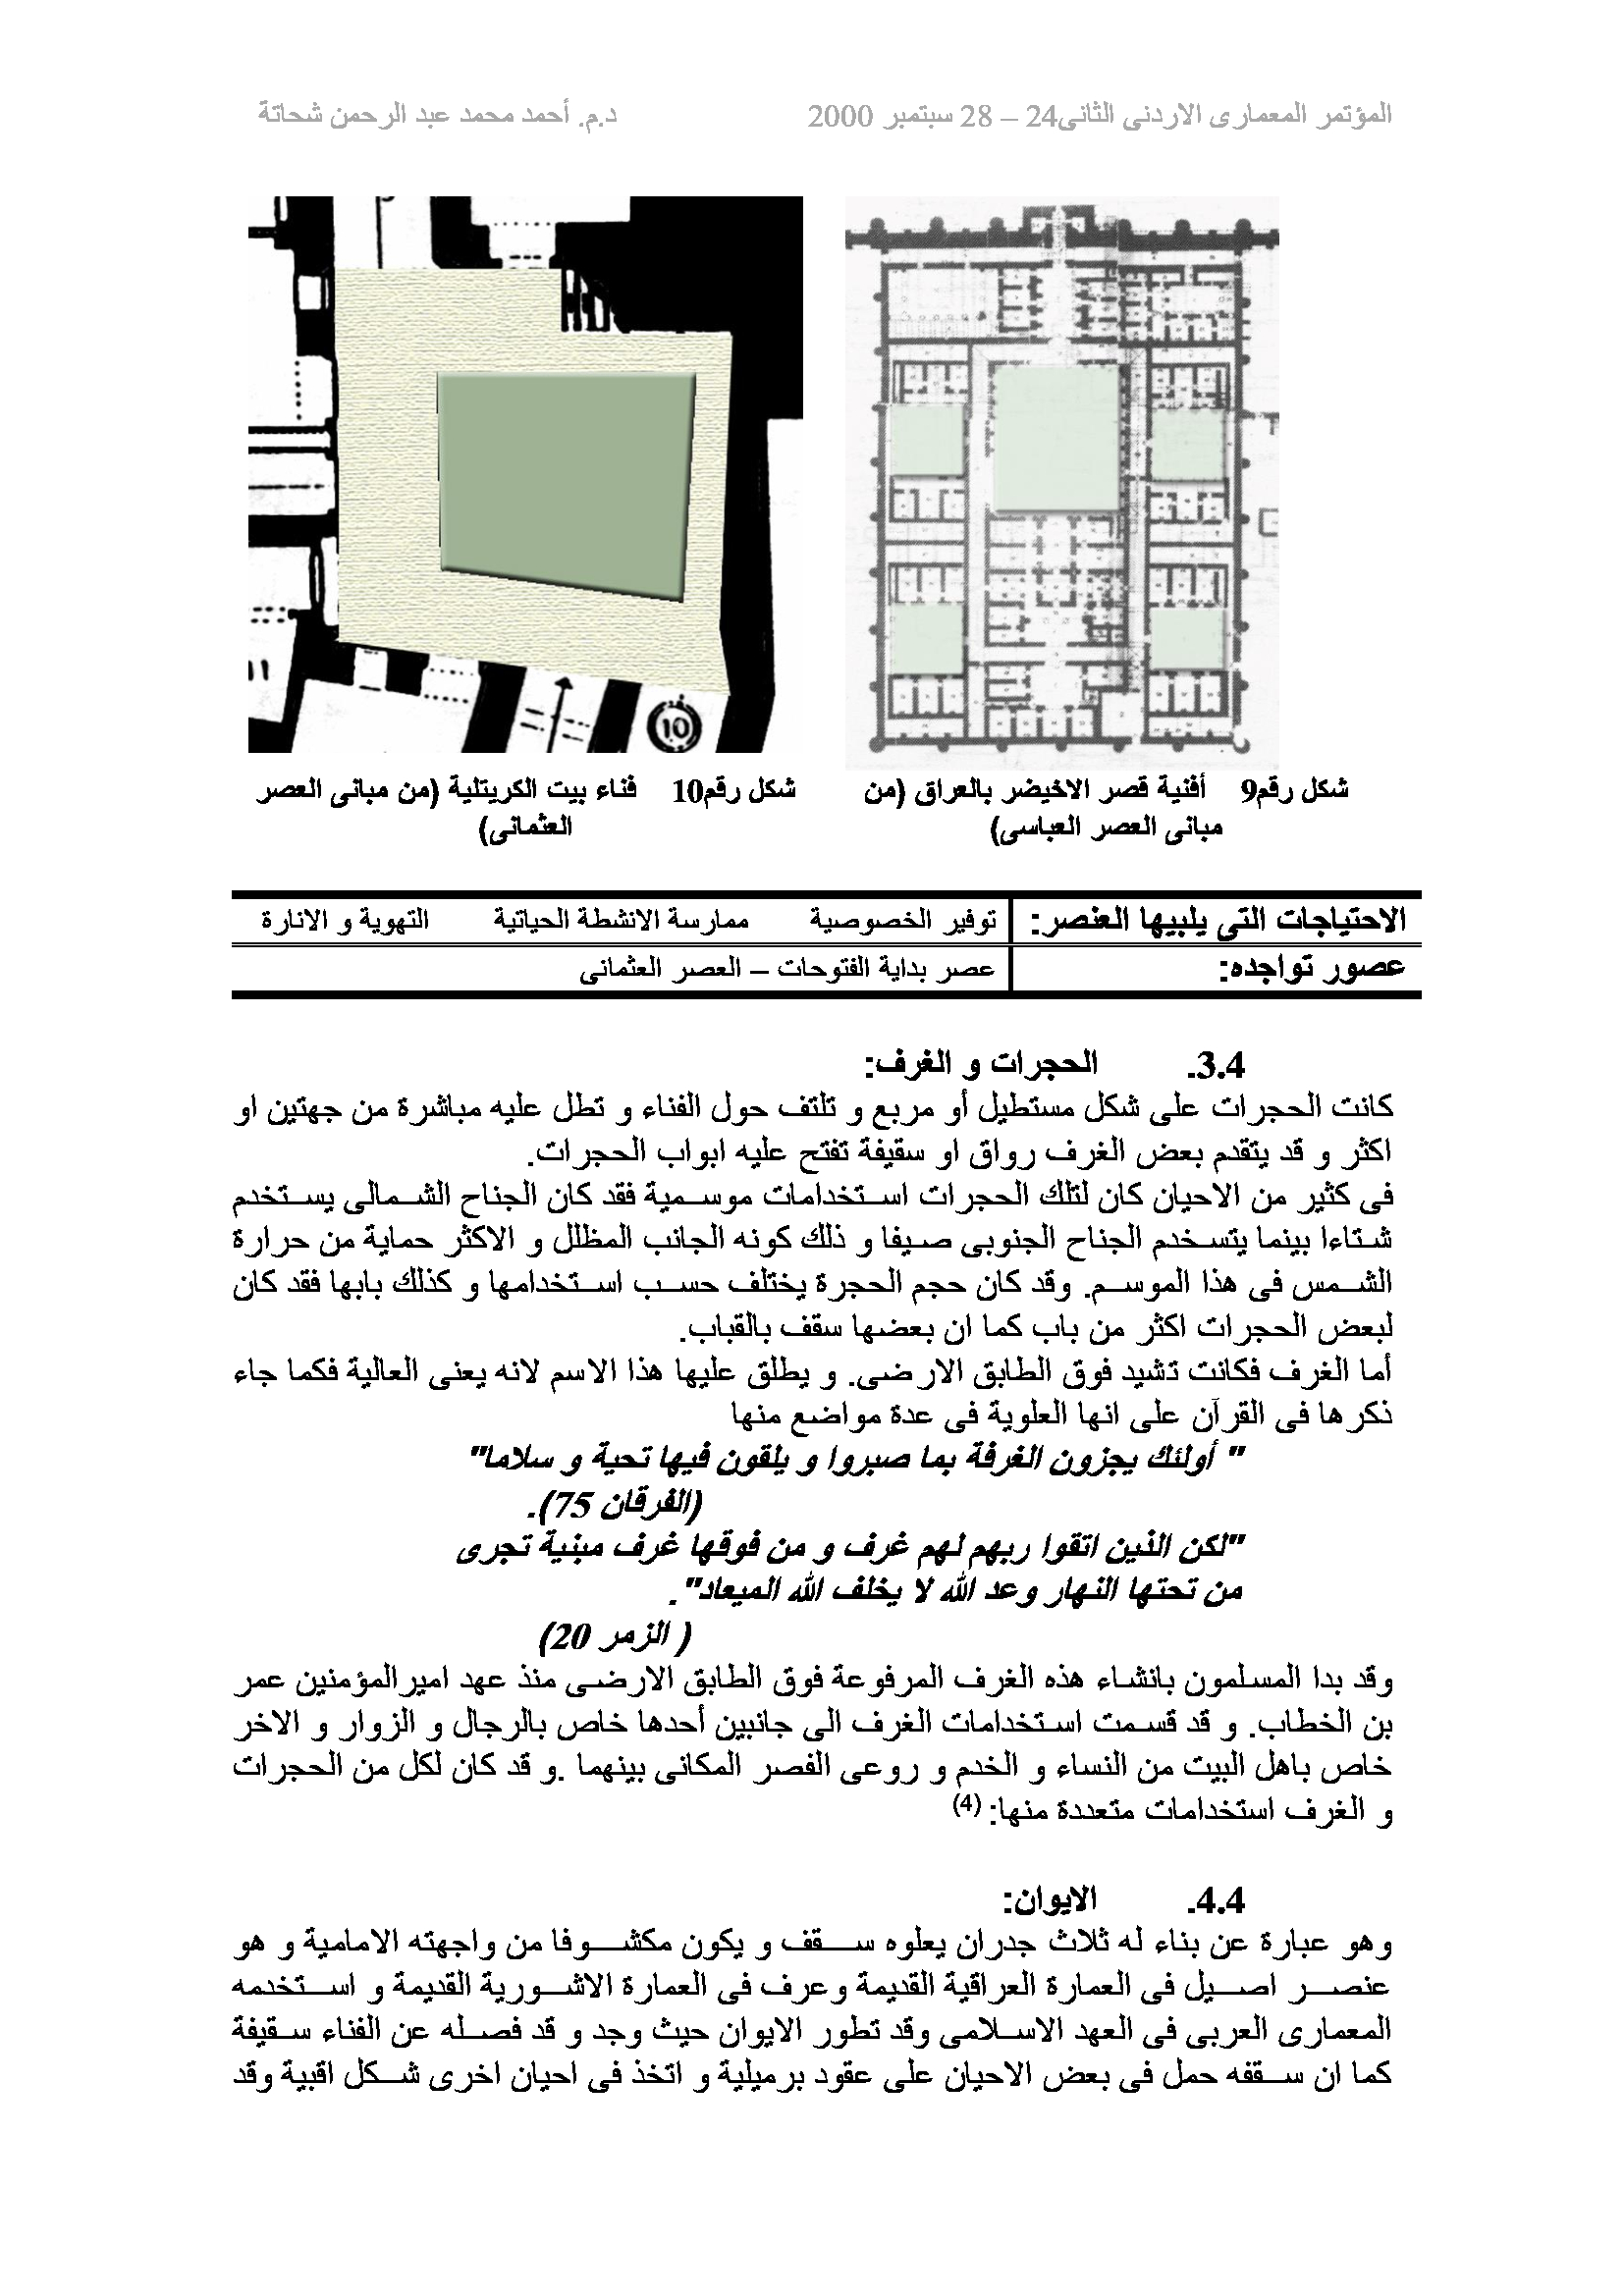 المؤتمر المعمارى الاردنى الثانى24 – 28 سبتمبر 2000 د.م. أحمد محمد عبد الرحمن شحاتة
10
شكل رقم9 أفنية قصر الاخيضر بالعراق (من
مبانى العصر العباسى)
شكل رقم10 فناء بيت الكريتلية (من مبانى العصر
العثمانى)
الاحتياجات التى يلبيها العنصر: توفير الخصوصية ممارسة الانشطة الحياتية التهوية و الانارة
عصور تواجده: عصر بداية الفتوحات – العصر العثمانى
3.4. الحجرات و الغرف:
كانت الحجرات على شكل مستطيل أو مربع و تلتف حول الفناء و تطل عليه مباشرة من جهتين او
اكثر و قد يتقدم بعض الغرف رواق او سقيفة تفتح عليه ابواب الحجرات.
فى كثير من الاحيان كان لتلك الحجرات استخدامات موسمية فقد كان الجناح الشمالى يستخدم
شتاءا بينما يتسخدم الجناح الجنوبى صيفا و ذلك كونه الجانب المظلل و الاكثر حماية من حرارة
الشمس فى هذا الموسم. وقد كان حجم الحجرة يختلف حسب استخدامها و كذلك بابها فقد كان
لبعض الحجرات اكثر من باب كما ان بعضها سقف بالقباب.
أما الغرف فكانت تشيد فوق الطابق الارضى. و يطلق عليها هذا الاسم لانه يعنى العالية فكما جاء
ذكرها فى القرآن على انها العلوية فى عدة مواضع منها
" أولئك يجزون الغرفة بما صبروا و يلقون فيها تحية و سلاما"
(الفرقان 75).
"لكن الذين اتقوا ربهم لهم غرف و من فوقها غرف مبنية تجرى
من تحتها النهار وعد الله لا يخلف الله الميعاد".
( الزمر 20)
وقد بدا المسلمون بانشاء هذه الغرف المرفوعة فوق الطابق الارضى منذ عهد اميرالمؤمنين عمر
بن الخطاب. و قد قسمت استخدامات الغرف الى جانبين أحدها خاص بالرجال و الزوار و الاخر
خاص باهل البيت من النساء و الخدم و روعى الفصر المكانى بينهما .و قد كان لكل من الحجرات
و الغرف استخدامات متعددة منها: (4)
4.4. الايوان:
وهو عبارة عن بناء له ثلاث جدران يعلوه سقف و يكون مكشوفا من واجهته الامامية و هو
عنصر اصيل فى العمارة العراقية القديمة وعرف فى العمارة الاشورية القديمة و استخدمه
المعمارى العربى فى العهد الاسلامى وقد تطور الايوان حيث وجد و قد فصله عن الفناء سقيفة
كما ان سقفه حمل فى بعض الاحيان على عقود برميلية و اتخذ فى احيان اخرى شكل اقبية وقد